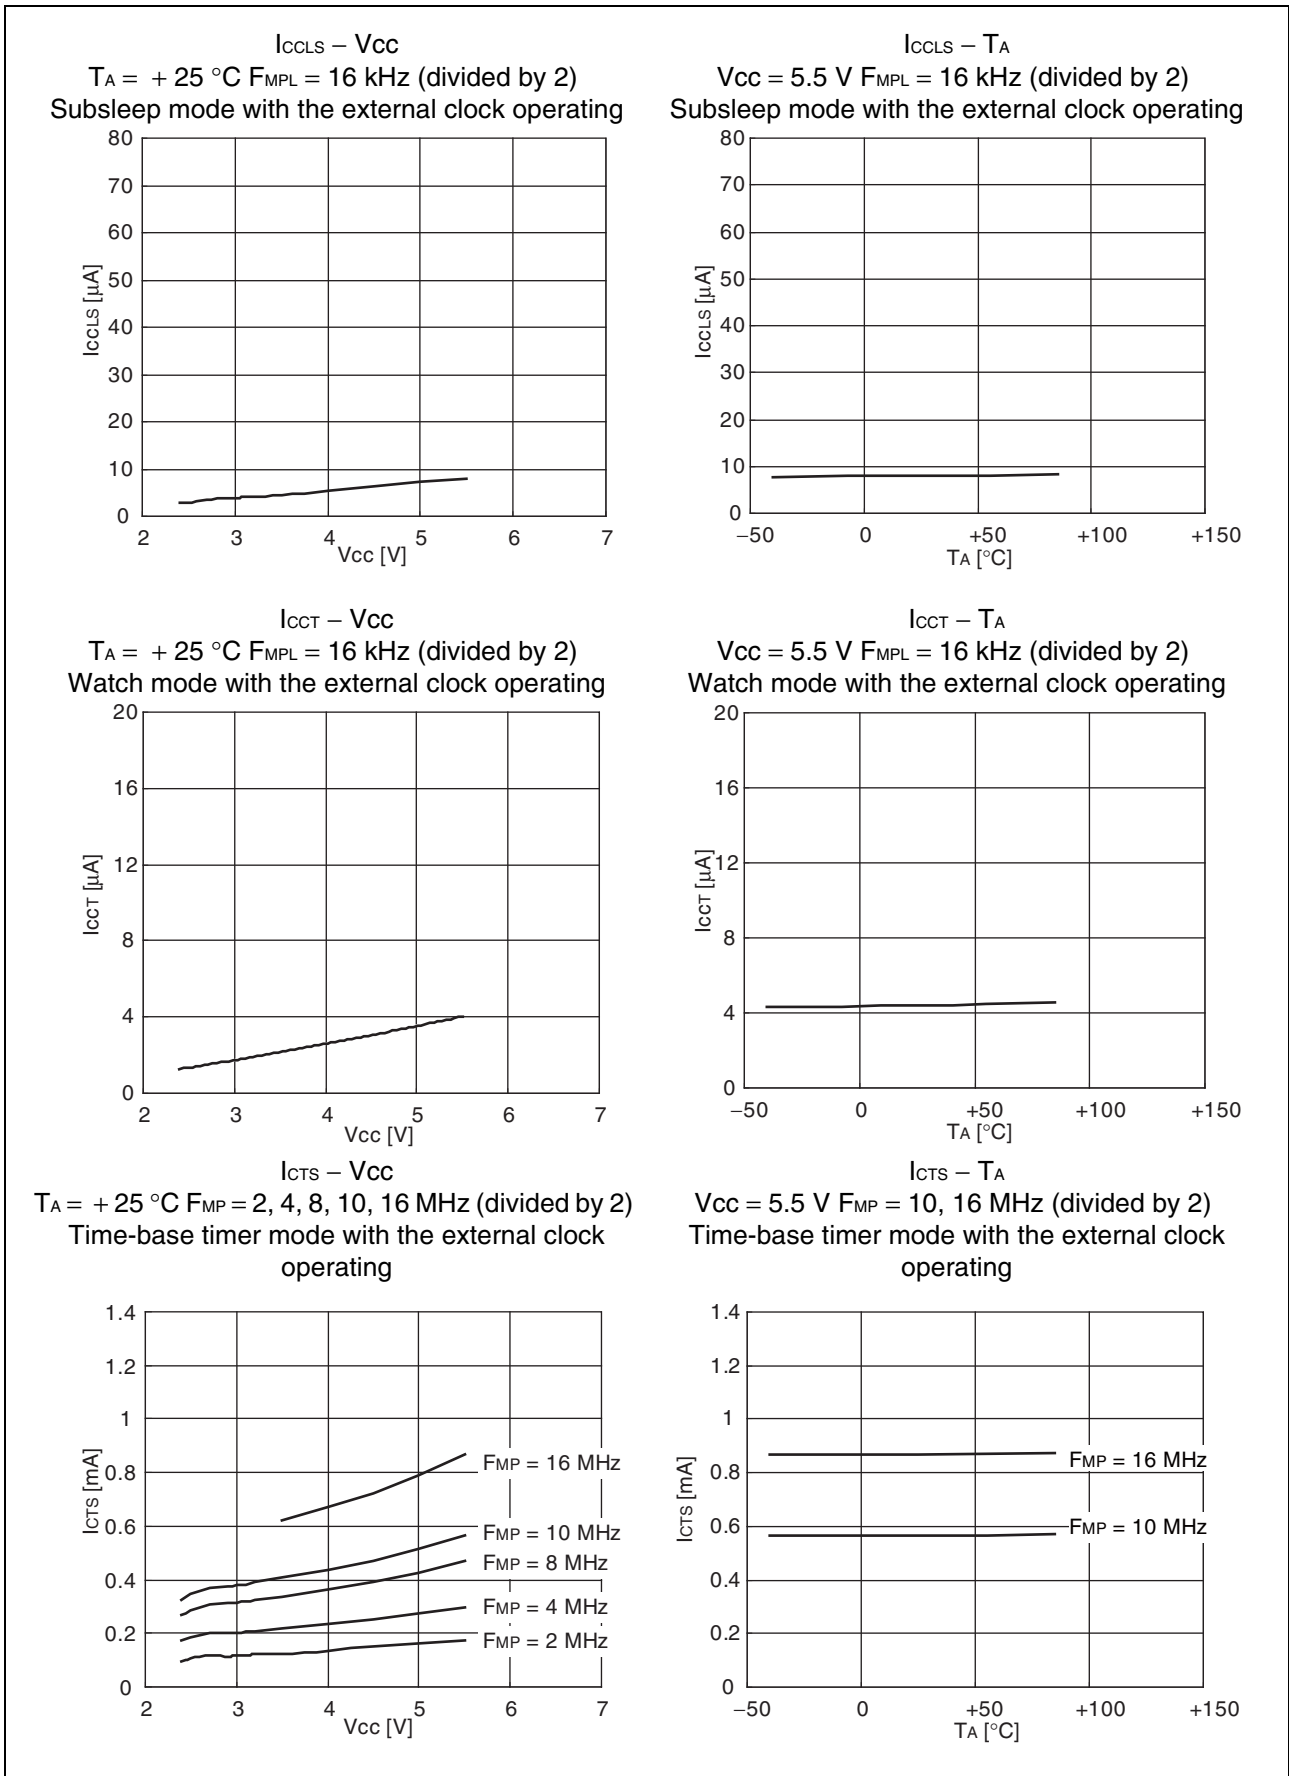 ICCLS − VCC
TA = + 25 °C FMPL = 16 kHz (divided by 2)
Subsleep mode with the external clock operating
80
70
60
50
40
30
20
10
0
ICCLS [µA]
2 3 4 5 6 7
VCC [V]
ICCLS − TA
VCC = 5.5 V FMPL = 16 kHz (divided by 2)
Subsleep mode with the external clock operating
80
70
60
50
40
30
20
10
0
ICCLS [µA]
−50 0 +50 +100 +150
TA [°C]
ICCT − VCC
TA = + 25 °C FMPL = 16 kHz (divided by 2)
Watch mode with the external clock operating
20
16
12
8
4
0
ICCT [µA]
2 3 4 5 6 7
VCC [V]
ICCT − TA
VCC = 5.5 V FMPL = 16 kHz (divided by 2)
Watch mode with the external clock operating
20
16
12
8
4
0
ICCT [µA]
−50 0 +50 +100 +150
TA [°C]
ICTS − VCC
TA = + 25 °C FMP = 2, 4, 8, 10, 16 MHz (divided by 2)
Time-base timer mode with the external clock
operating
1.4
1.2
1
0.8
0.6
0.4
0.2
0
ICTS [mA]
FMP = 16 MHz
FMP = 10 MHz
FMP = 8 MHz
FMP = 4 MHz
FMP = 2 MHz
2 3 4 5 6 7
VCC [V]
ICTS − TA
VCC = 5.5 V FMP = 10, 16 MHz (divided by 2)
Time-base timer mode with the external clock
operating
1.4
1.2
1
0.8
0.6
0.4
0.2
0
ICTS [mA]
FMP = 16 MHz
FMP = 10 MHz
−50 0 +50 +100 +150
TA [°C]